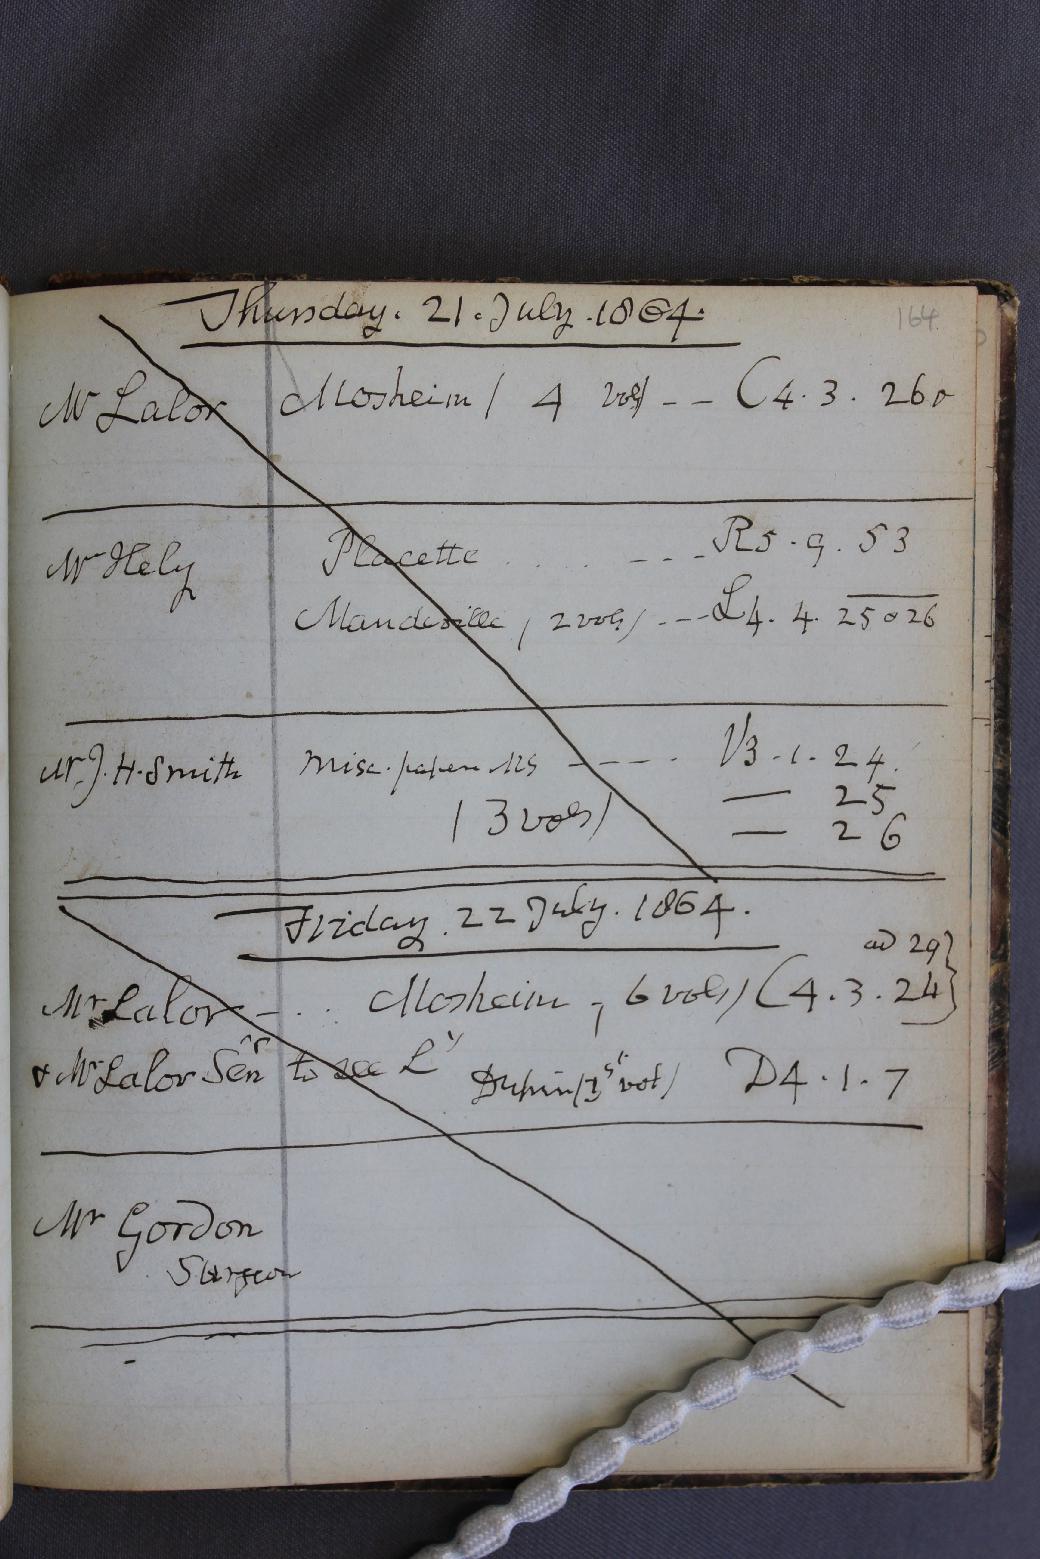 Thursday. 21. July. 1864.
164
Mr Lalor Mosheim / 4 vols -- C4. 3. 26
Mr Hely Placette .... --- R5. 9. 53
Mandeville, 2 vols/ --- L4. 4. 25 o 26
Mr J. H. Smith Misc. papers MS ---- V3. 1. 24.
— 25
(3 vols) — 26
Friday. 22 July. 1864.
ad 29
Mr Lalor -... Mosheim, 6 vols) C4. 3. 24
& Mr Lalor Senr to see Ly Dupin (1st vol) D4. 1. 7
Mr Gordon
Surgeon